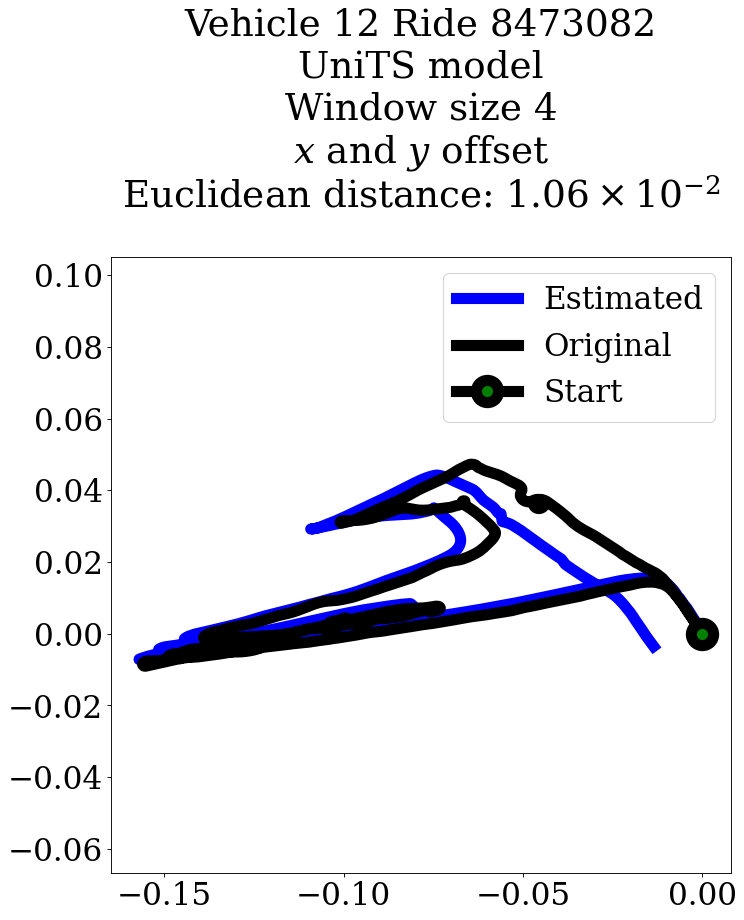 Vehicle 12 Ride 8473082
UniTS model
Window size 4
x and y offset
Euclidean distance: 1.06 × 10⁻²
Estimated
Original
Start
0.10
0.08
0.06
0.04
0.02
0.00
−0.02
−0.04
−0.06
−0.15 −0.10 −0.05 0.00